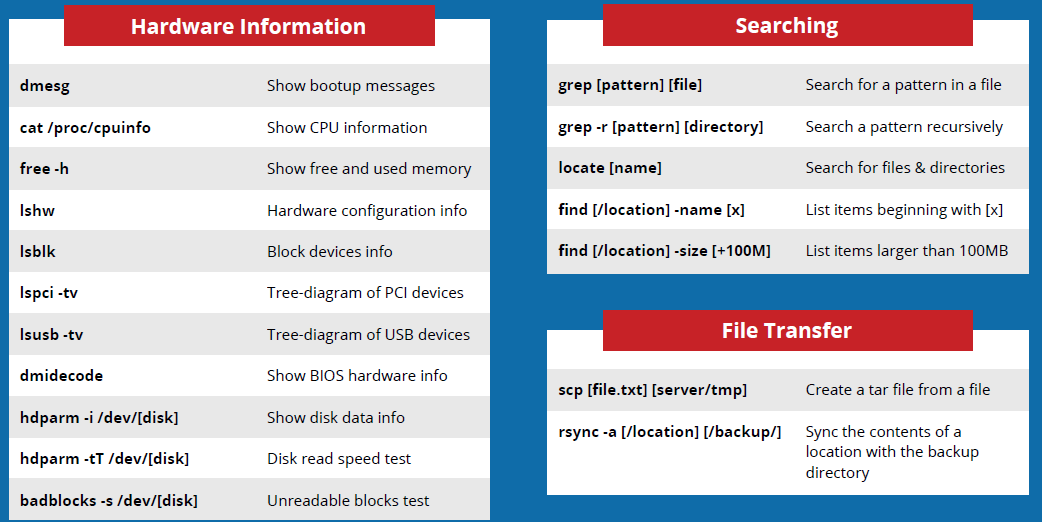 Hardware Information
dmesg Show bootup messages
cat /proc/cpuinfo Show CPU information
free -h Show free and used memory
lshw Hardware configuration info
lsblk Block devices info
lspci -tv Tree-diagram of PCI devices
lsusb -tv Tree-diagram of USB devices
dmidecode Show BIOS hardware info
hdparm -i /dev/[disk] Show disk data info
hdparm -tT /dev/[disk] Disk read speed test
badblocks -s /dev/[disk] Unreadable blocks test
Searching
grep [pattern] [file] Search for a pattern in a file
grep -r [pattern] [directory] Search a pattern recursively
locate [name] Search for files & directories
find [/location] -name [x] List items beginning with [x]
find [/location] -size [+100M] List items larger than 100MB
File Transfer
scp [file.txt] [server/tmp] Create a tar file from a file
rsync -a [/location] [/backup/] Sync the contents of a
location with the backup
directory